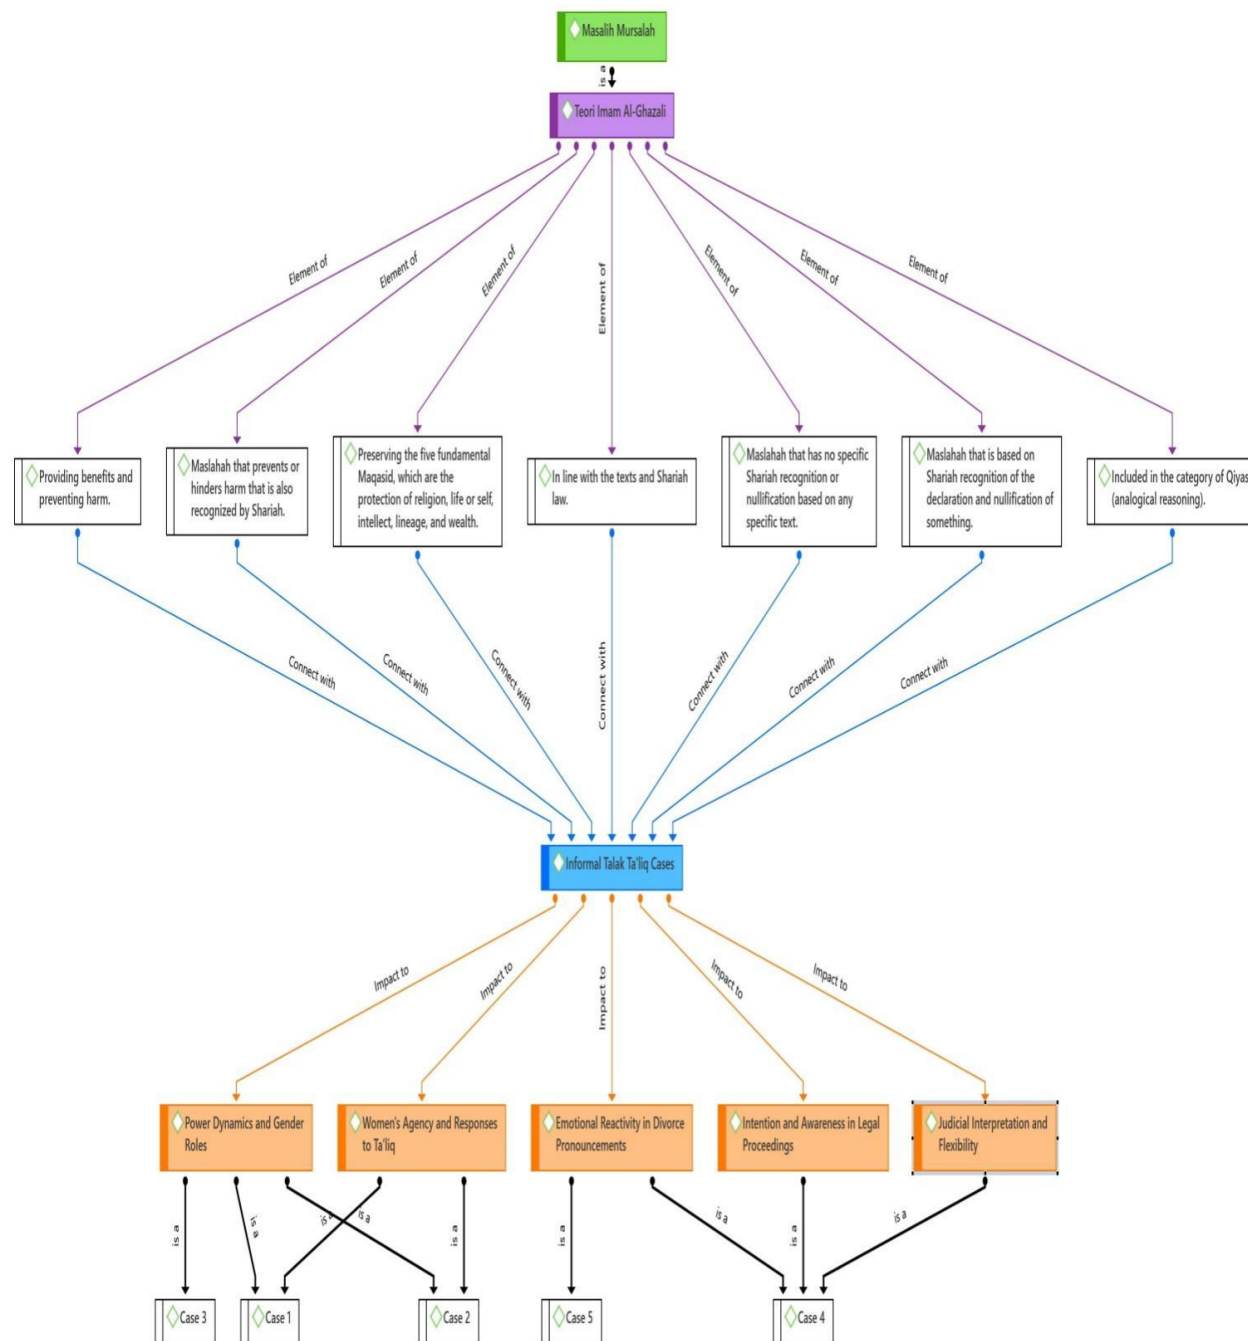 Masalih Mursalah
is a
Teori Imam Al-Ghazali
Element of
Element of
Element of
Element of
Element of
Element of
Element of
Providing benefits and
preventing harm.
Maslahah that prevents or
hinders harm that is also
recognized by Shariah.
Preserving the five fundamental
Maqasid, which are the
protection of religion, life or self,
intellect, lineage, and wealth.
In line with the texts and Shariah
law.
Maslahah that has no specific
Shariah recognition or
nullification based on any
specific text.
Maslahah that is based on
Shariah recognition of the
declaration and nullification of
something.
Included in the category of Qiyas
(analogical reasoning).
Connect with
Connect with
Connect with
Connect with
Connect with
Connect with
Connect with
Informal Talak Ta'liq Cases
Impact to
Impact to
Impact to
Impact to
Impact to
Power Dynamics and Gender
Roles
Women's Agency and Responses
to Ta'liq
Emotional Reactivity in Divorce
Pronouncements
Intention and Awareness in Legal
Proceedings
Judicial Interpretation and
Flexibility
is a
is a
is a
is a
is a
is a
is a
is a
is a
Case 3
Case 1
Case 2
Case 5
Case 4